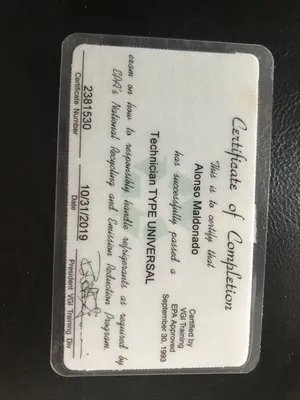 Certificate of Completion
This is to certify that
Alonso Maldonado
has successfully passed a
Technician TYPE UNIVERSAL
exam on how to responsibly handle refrigerants as required by
EPA's National Recycling and Emission Reduction Program.
Certified by
VGI Training
EPA Approved
September 30, 1993
2381530
Certificate Number
10/31/2019
Date
President VGI Training Div